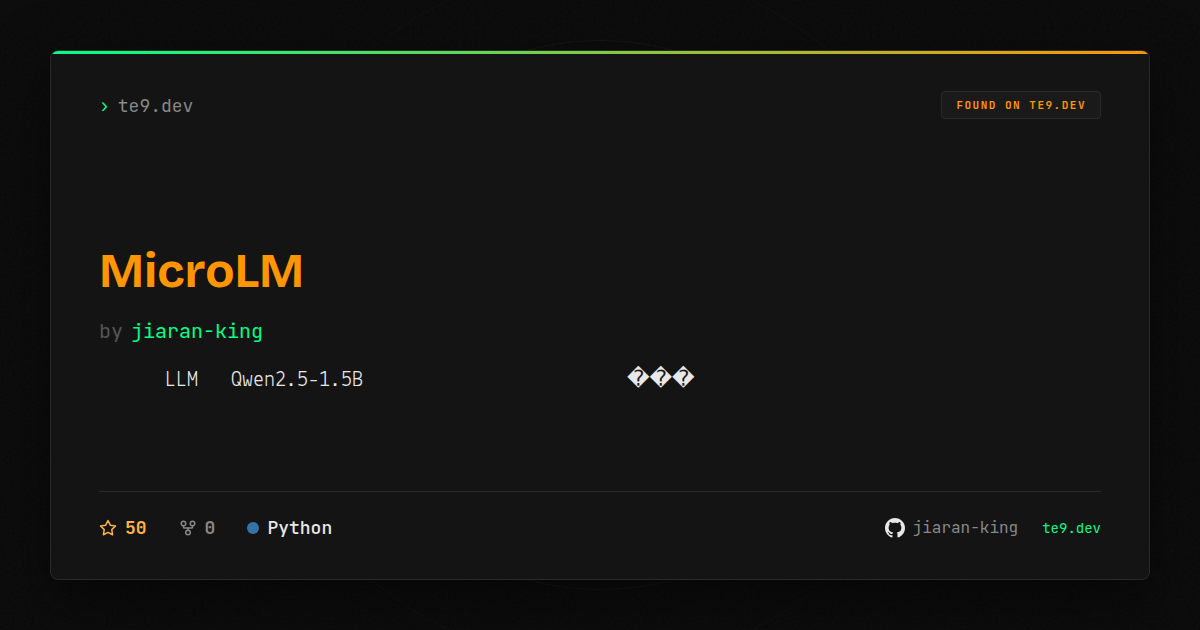 te9.dev
FOUND ON TE9.DEV
MicroLM
by jiaran-king
LLM Qwen2.5-1.5B ���
50 0 Python
jiaran-king te9.dev